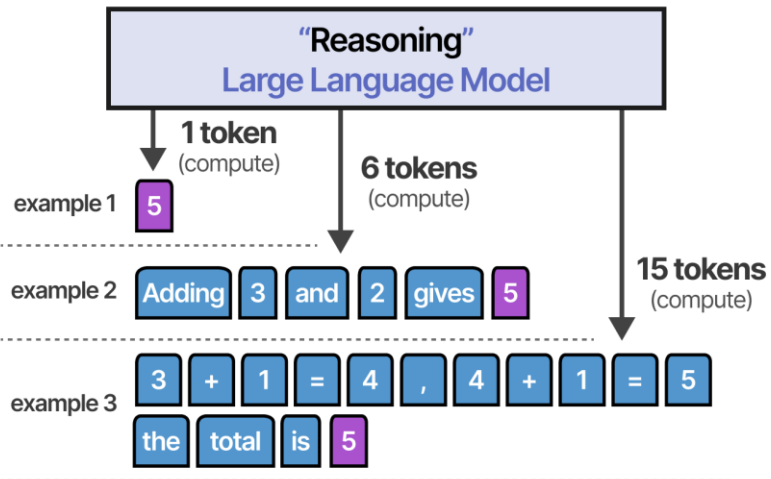 “Reasoning”
Large Language Model
1 token
(compute)
6 tokens
(compute)
example 1
5
15 tokens
(compute)
example 2
Adding 3 and 2 gives 5
example 3
3 + 1 = 4 , 4 + 1 = 5
the total is 5